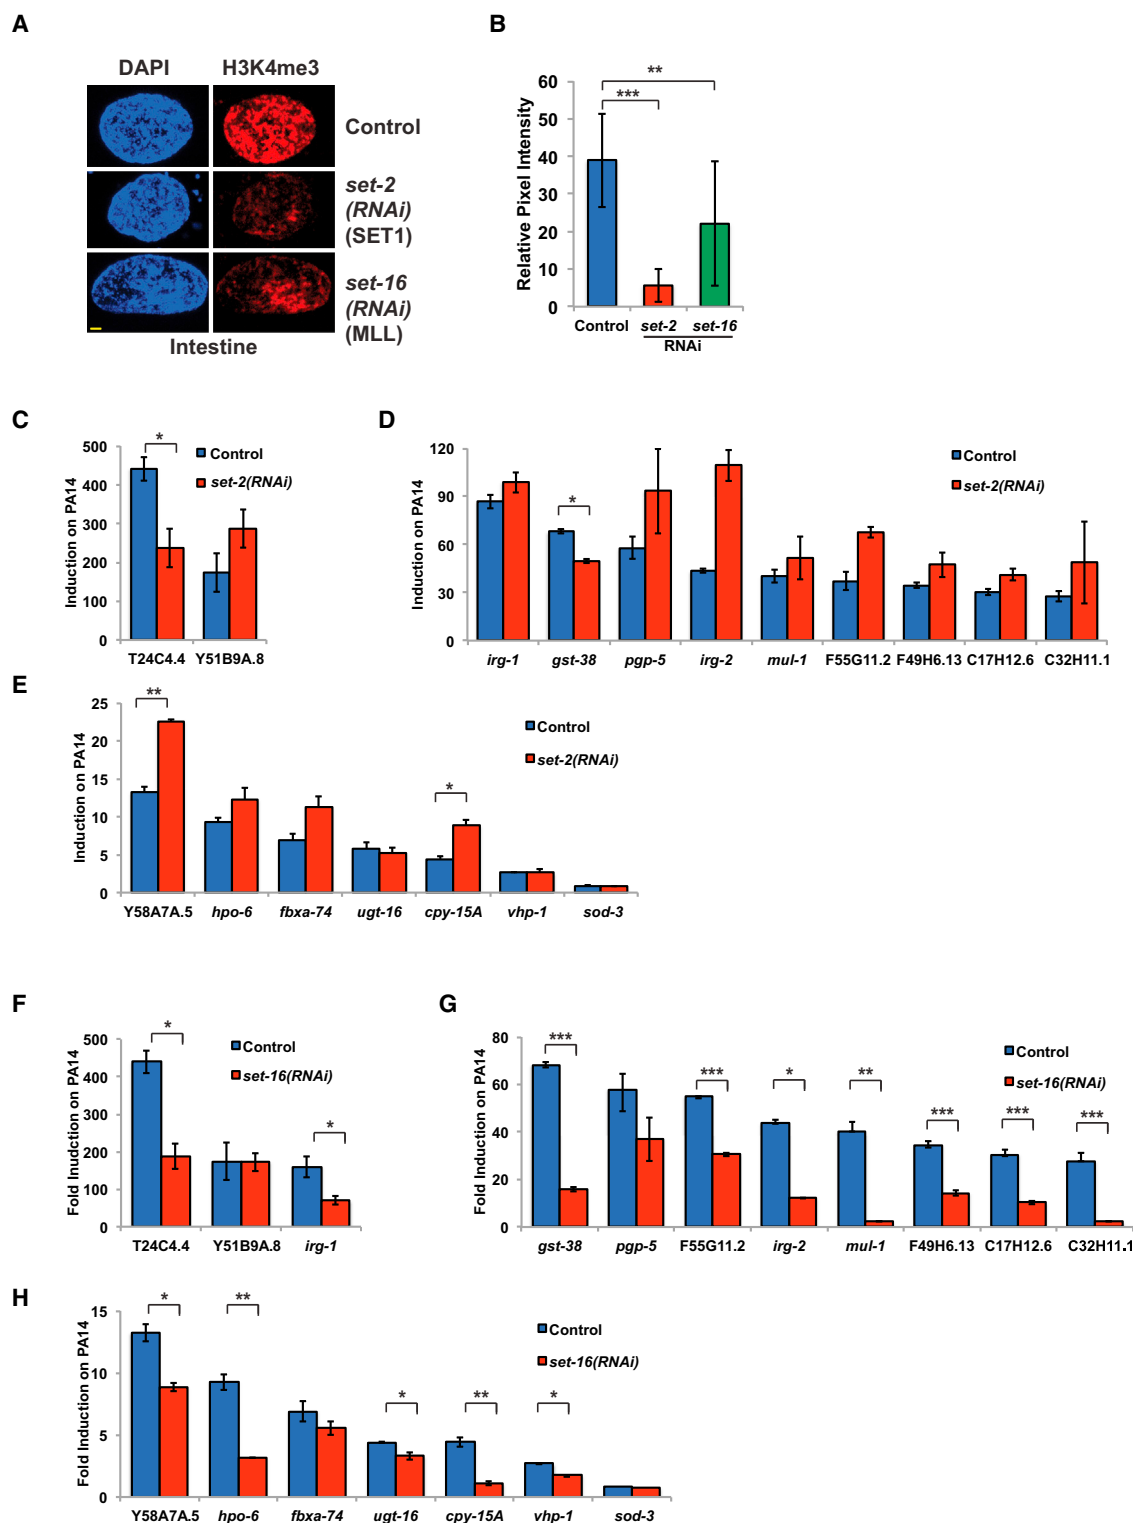 A
DAPI H3K4me3
Control
set-2
(RNAi)
(SET1)
set-16
(RNAi)
(MLL)
Intestine
B
Relative Pixel Intensity
60
50
40
30
20
10
0
***
**
Control set-2 set-16
RNAi
C
Induction on PA14
500
400
300
200
100
0
*
Control
set-2(RNAi)
T24C4.4 Y51B9A.8
D
Induction on PA14
120
90
60
30
0
*
Control
set-2(RNAi)
irg-1 gst-38 pgp-5 irg-2 mul-1 F55G11.2 F49H6.13 C17H12.6 C32H11.1
E
Induction on PA14
25
20
15
10
5
0
** *
Control
set-2(RNAi)
Y58A7A.5 hpo-6 fbxa-74 ugt-16 cpy-15A vhp-1 sod-3
F
Fold Inudction on PA14
500
400
300
200
100
0
* *
Control
set-16(RNAi)
T24C4.4 Y51B9A.8 irg-1
G
Fold Induction on PA14
80
60
40
20
0
*** *** * ** *** *** ***
Control
set-16(RNAi)
gst-38 pgp-5 F55G11.2 irg-2 mul-1 F49H6.13 C17H12.6 C32H11.1
H
Fold Induction on PA14
15
10
5
0
* ** * ** *
Control
set-16(RNAi)
Y58A7A.5 hpo-6 fbxa-74 ugt-16 cpy-15A vhp-1 sod-3